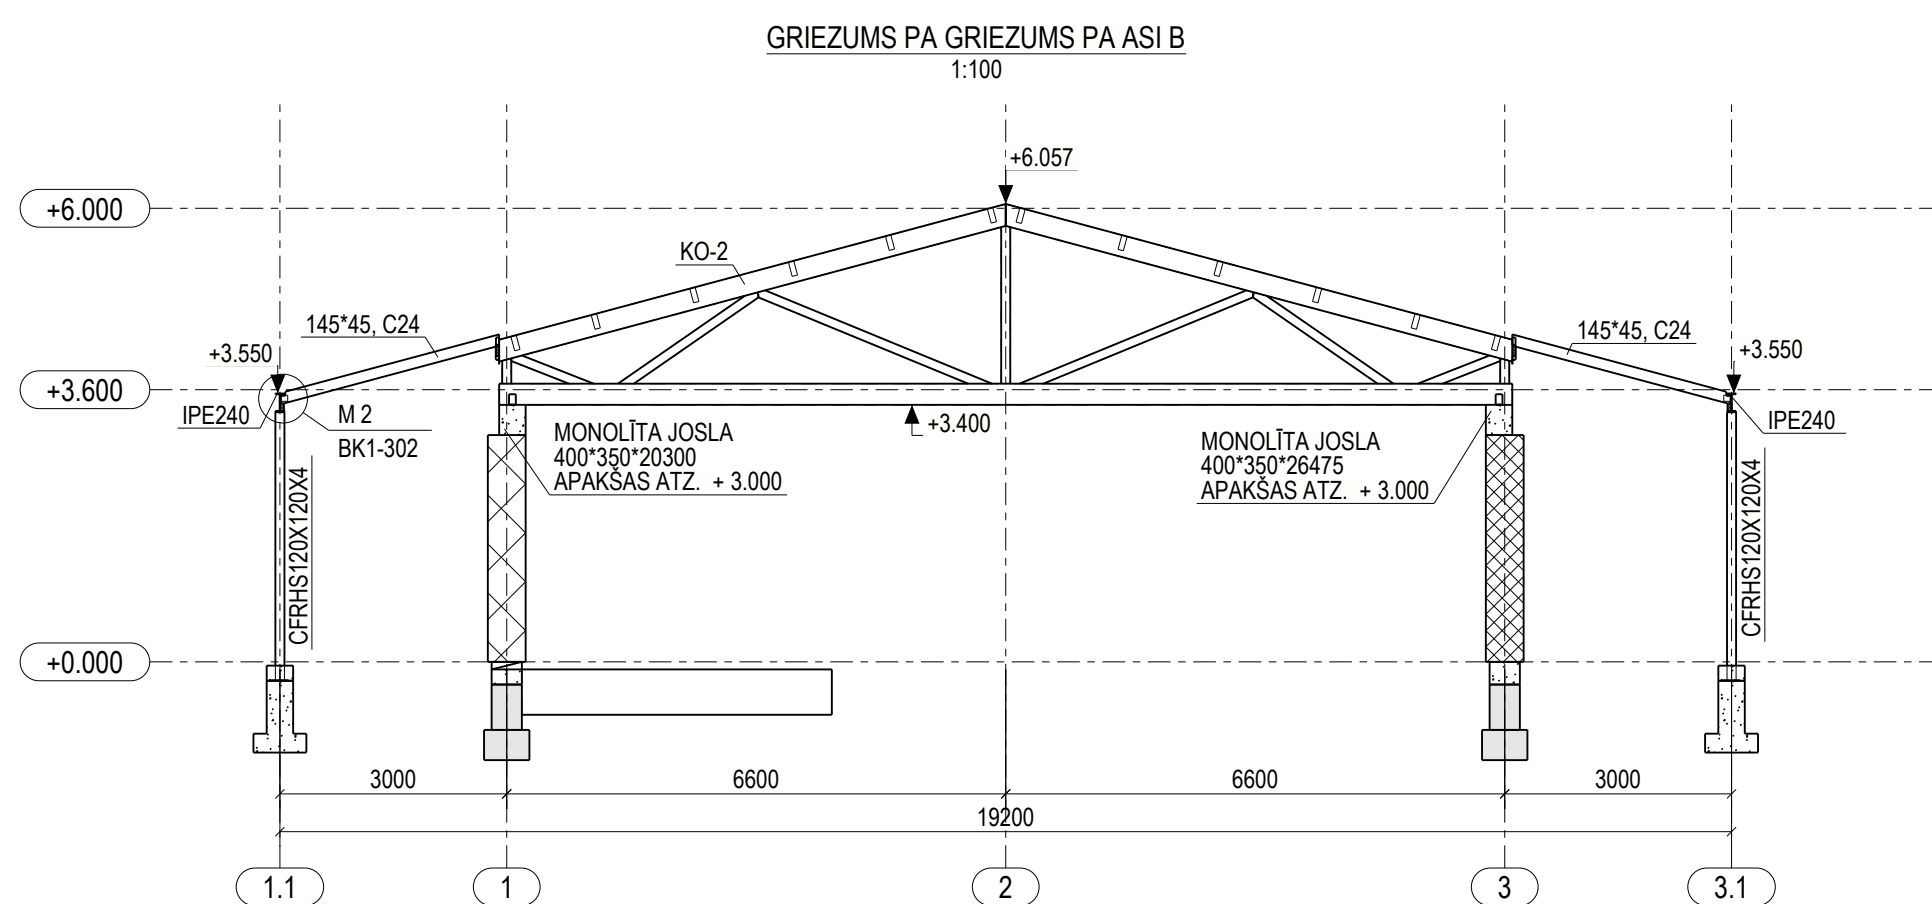 GRIEZUMS PA GRIEZUMS PA ASI B
1:100
+6.057
+6.000
KO-2
145*45, C24
145*45, C24
+3.550
+3.550
+3.600
IPE240
M 2
BK1-302
+3.400
IPE240
MONOLĪTA JOSLA
400*350*20300
APAKŠAS ATZ. + 3.000
MONOLĪTA JOSLA
400*350*26475
APAKŠAS ATZ. + 3.000
CFRHS120X120X4
CFRHS120X120X4
+0.000
3000
6600
6600
3000
19200
1.1
1
2
3
3.1